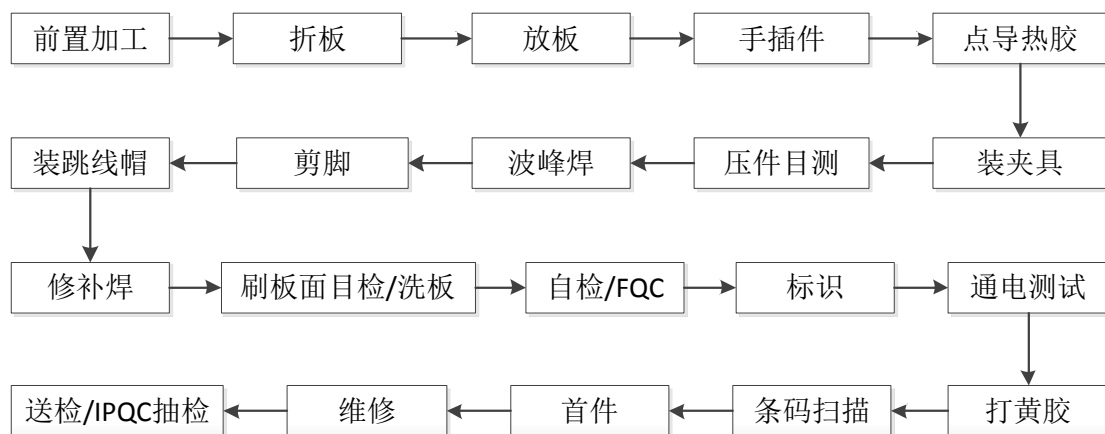 前置加工
折板
放板
手插件
点导热胶
装跳线帽
剪脚
波峰焊
压件目测
装夹具
修补焊
刷板面目检/洗板
自检/FQC
标识
通电测试
送检/IPQC抽检
维修
首件
条码扫描
打黄胶